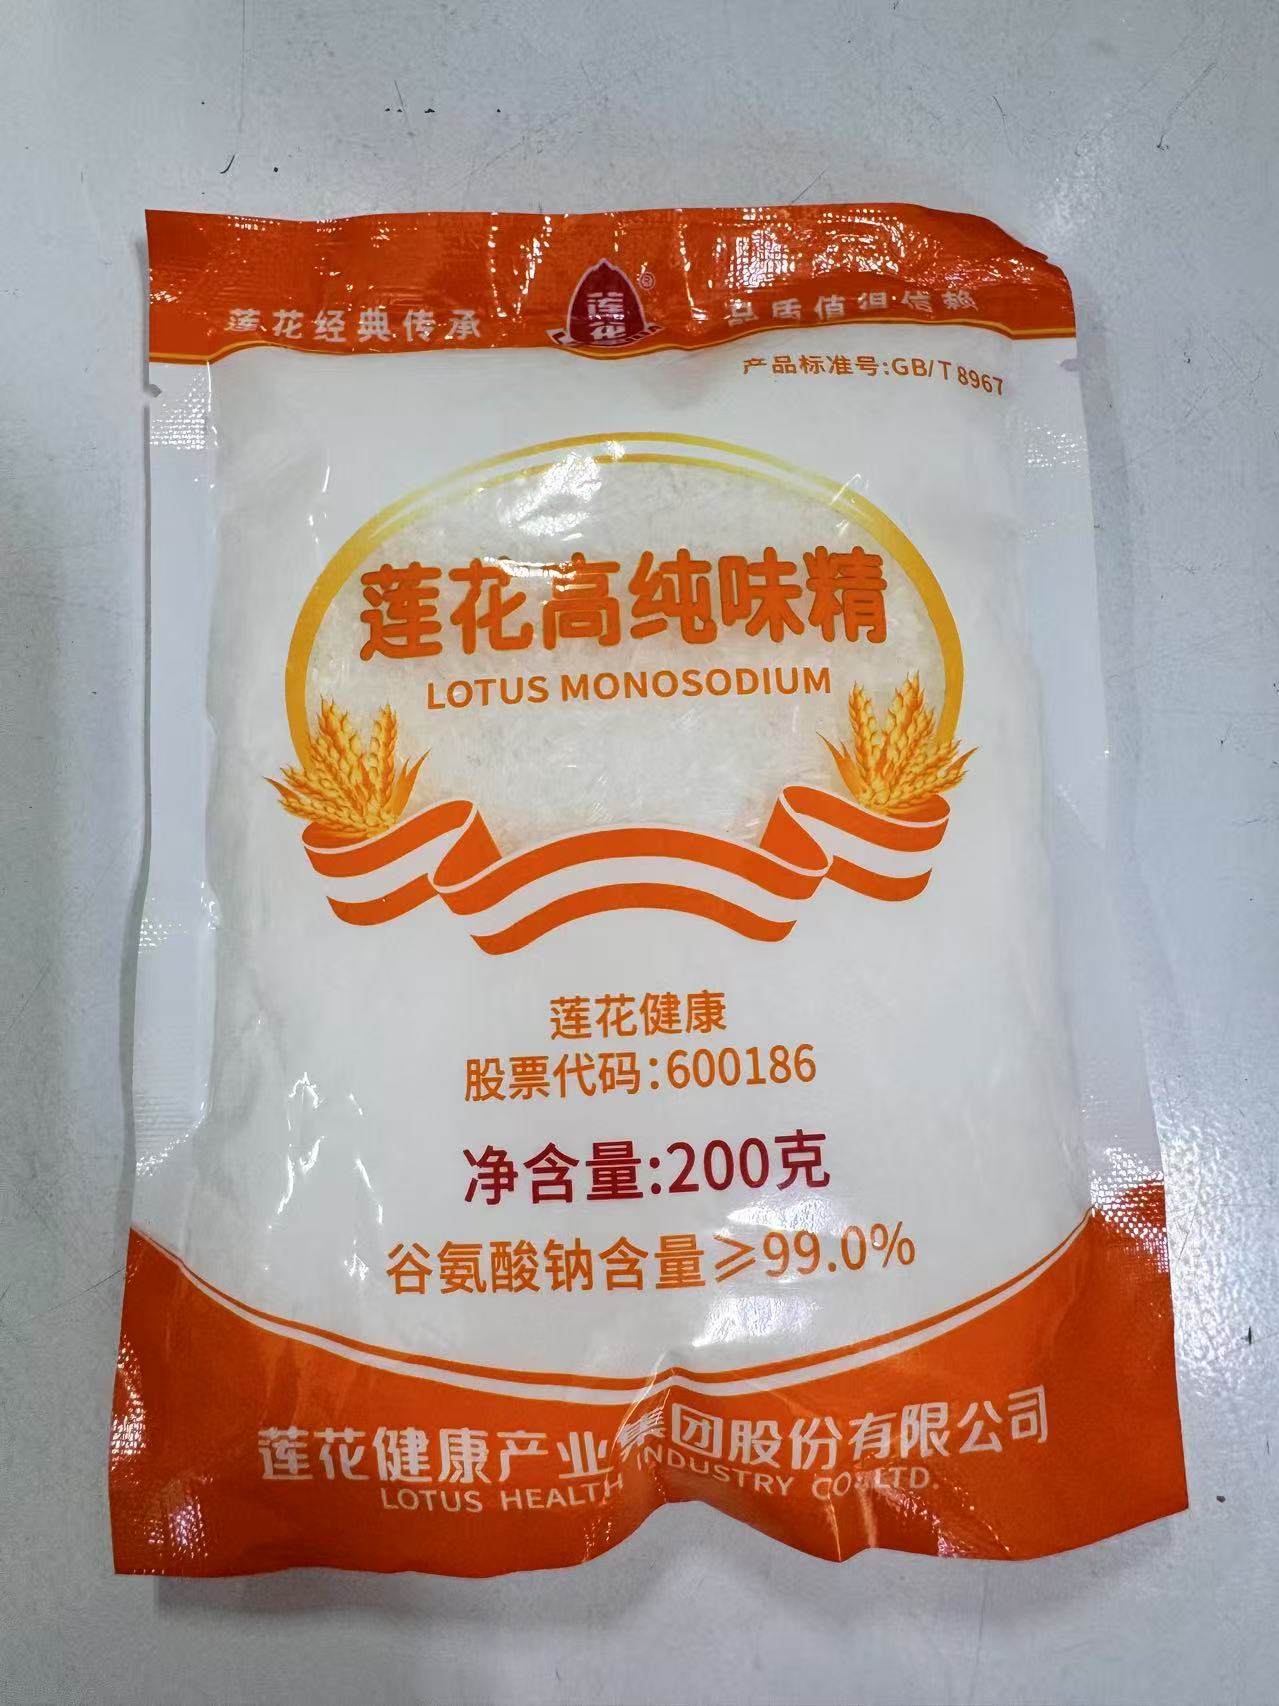 莲花经典传承
莲花
®
品质值得信赖
产品标准号:GB/T 8967
莲花高纯味精
LOTUS MONOSODIUM
莲花健康
股票代码:600186
净含量:200克
谷氨酸钠含量≥99.0%
莲花健康产业集团股份有限公司
LOTUS HEALTH INDUSTRY CO.,LTD.